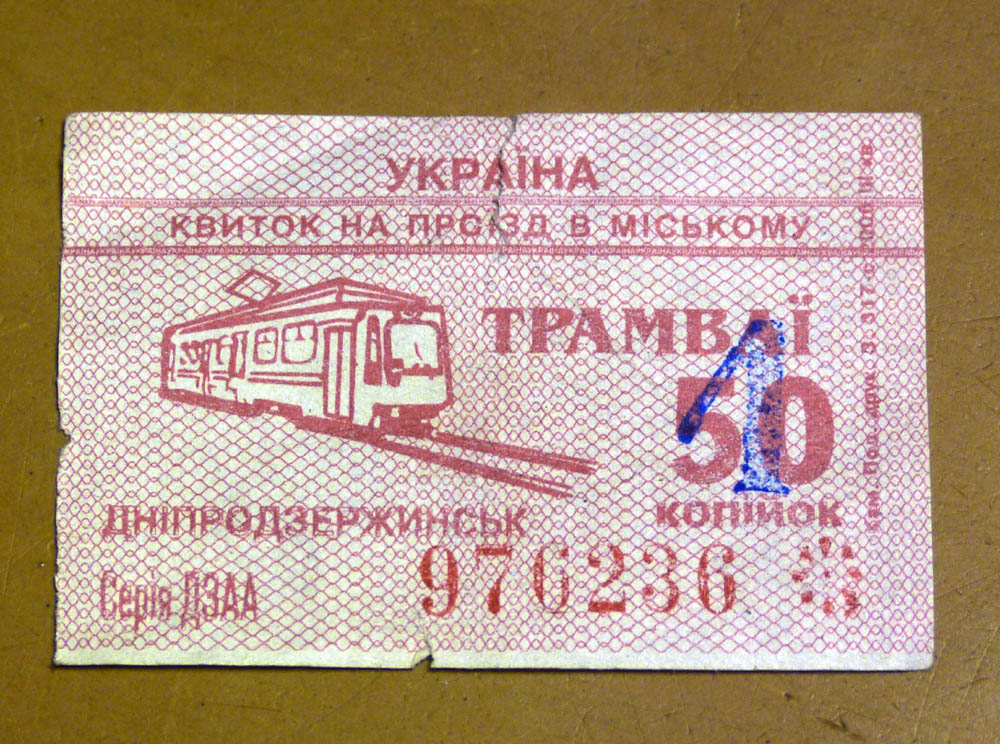 УКРАЇНА
КВИТОК НА ПРОЇЗД В МІСЬКОМУ
ТРАМВАЇ
50
1
КОПІЙОК
ДНІПРОДЗЕРЖИНСЬК
976236
Серія ДЗАА